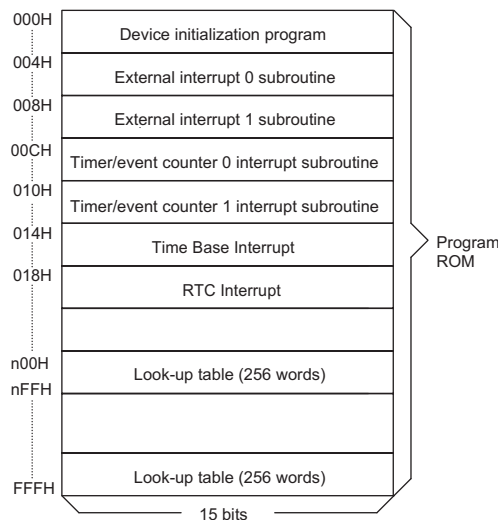 000H
Device initialization program
004H
External interrupt 0 subroutine
008H
External interrupt 1 subroutine
00CH
Timer/event counter 0 interrupt subroutine
010H
Timer/event counter 1 interrupt subroutine
014H
Time Base Interrupt
018H
RTC Interrupt
Program
ROM
n00H
Look-up table (256 words)
nFFH
Look-up table (256 words)
FFFH
15 bits